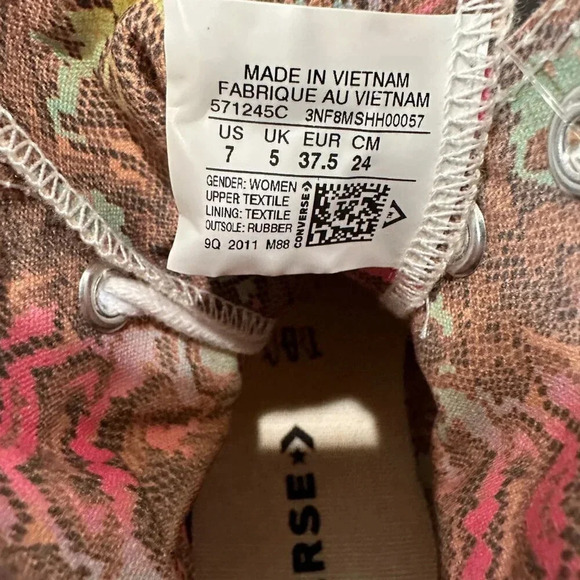 MADE IN VIETNAM
FABRIQUE AU VIETNAM
571245C 3NF8MSHH00057
US UK EUR CM
7 5 37.5 24
GENDER: WOMEN
UPPER TEXTILE
LINING: TEXTILE
OUTSOLE: RUBBER
9Q 2011 M88
CONVERSE
ERSE